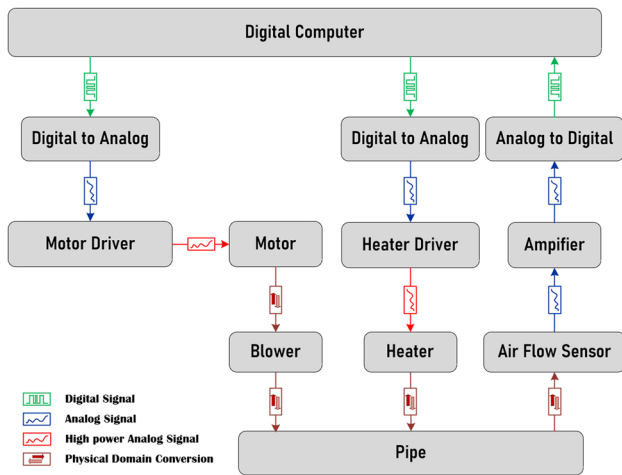 Digital Computer
Digital to Analog
Digital to Analog
Analog to Digital
Motor Driver
Motor
Heater Driver
Ampifier
Blower
Heater
Air Flow Sensor
Digital Signal
Analog Signal
High power Analog Signal
Physical Domain Conversion
Pipe